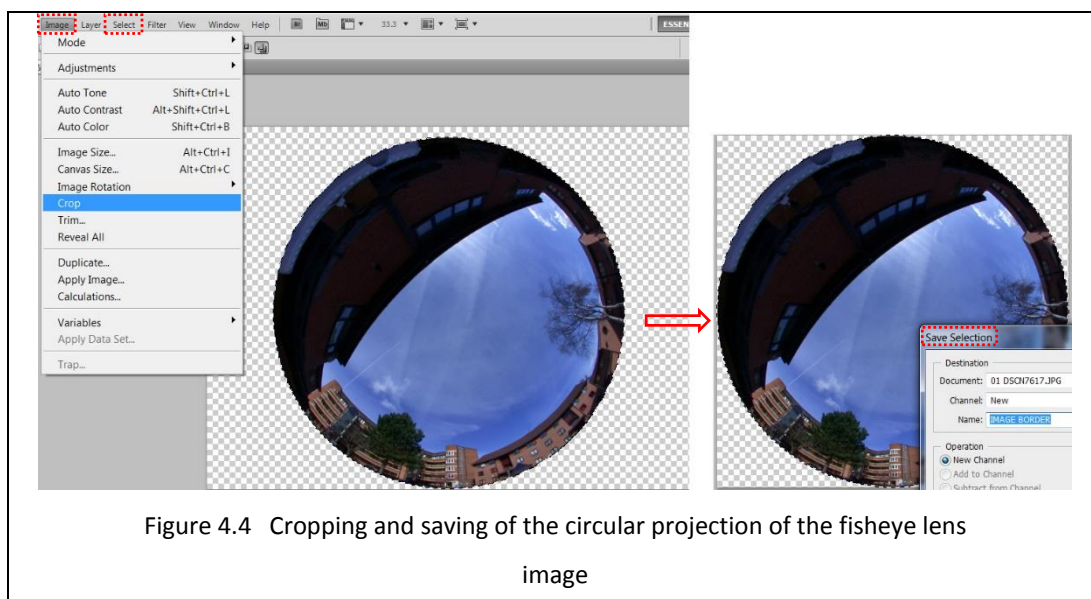 Image Layer Select Filter View Window Help Br Mb 33.3 ESSEN
Mode
Adjustments
Auto Tone Shift+Ctrl+L
Auto Contrast Alt+Shift+Ctrl+L
Auto Color Shift+Ctrl+B
Image Size... Alt+Ctrl+I
Canvas Size... Alt+Ctrl+C
Image Rotation
Crop
Trim...
Reveal All
Duplicate...
Apply Image...
Calculations...
Variables
Apply Data Set...
Trap...
Save Selection
Destination
Document: 01 DSCN7617.JPG
Channel: New
Name: IMAGE BORDER
Operation
New Channel
Add to Channel
Subtract from Channel
Figure 4.4 Cropping and saving of the circular projection of the fisheye lens
image